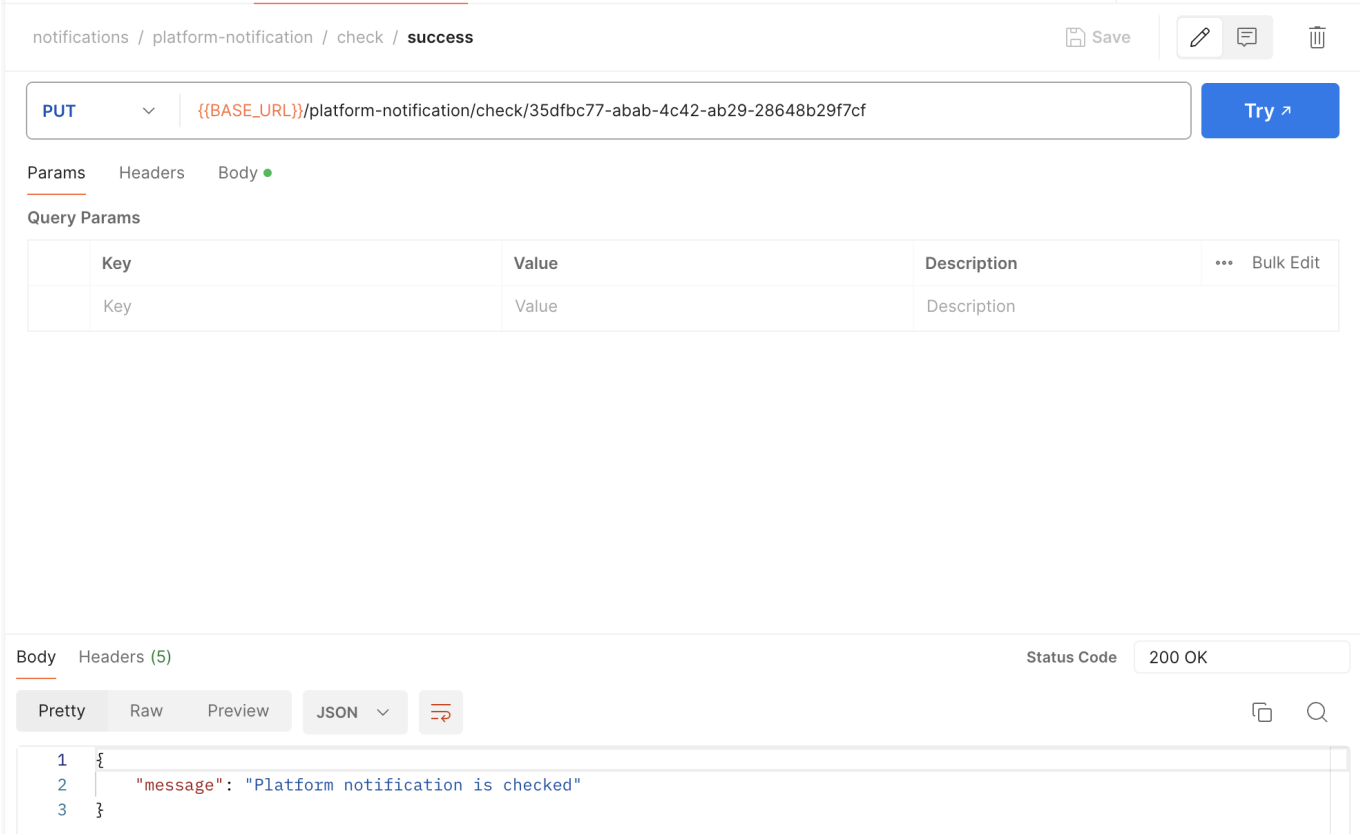 notifications / platform-notification / check / success
Save
PUT
{{BASE_URL}}/platform-notification/check/35dfbc77-abab-4c42-ab29-28648b29f7cf
Try
Params Headers Body
Query Params
Key Value Description Bulk Edit
Key Value Description
Body Headers (5) Status Code 200 OK
Pretty Raw Preview JSON
1 {
2 "message": "Platform notification is checked"
3 }